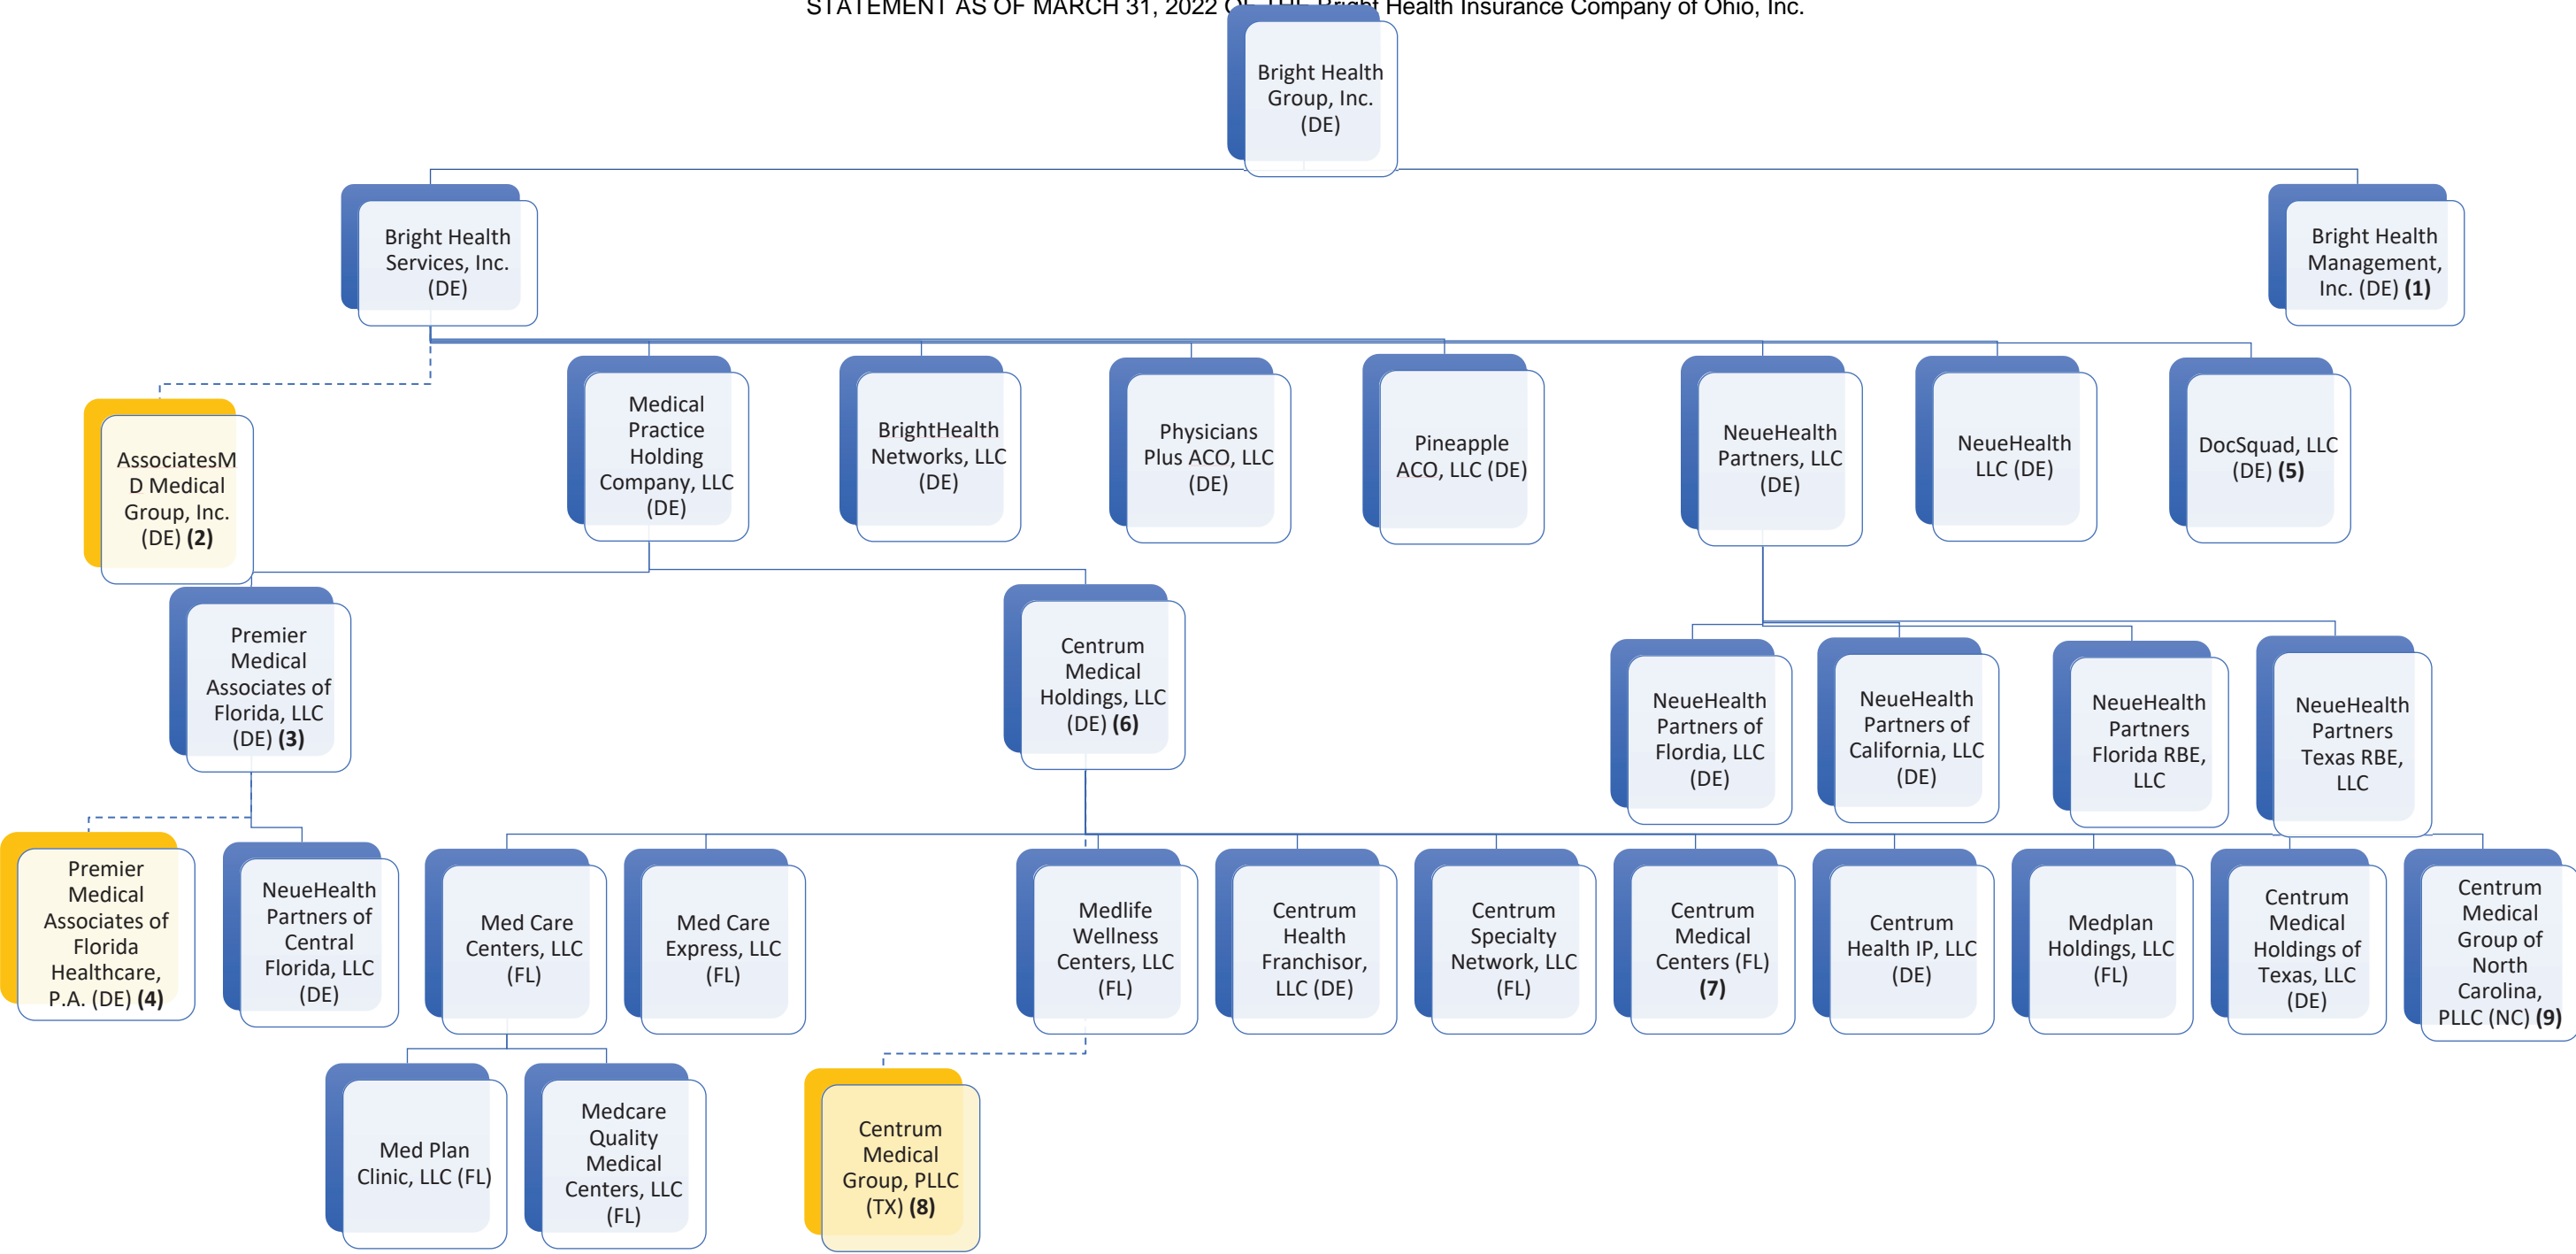 STATEMENT AS OF MARCH 31, 2022 OF THE Bright Health Insurance Company of Ohio, Inc.
Bright Health
Group, Inc.
(DE)
Bright Health
Services, Inc.
(DE)
Bright Health
Management,
Inc. (DE) (1)
AssociatesM
D Medical
Group, Inc.
(DE) (2)
Medical
Practice
Holding
Company, LLC
(DE)
BrightHealth
Networks, LLC
(DE)
Physicians
Plus ACO, LLC
(DE)
Pineapple
ACO, LLC (DE)
NeueHealth
Partners, LLC
(DE)
NeueHealth
LLC (DE)
DocSquad, LLC
(DE) (5)
Premier
Medical
Associates of
Florida, LLC
(DE) (3)
Centrum
Medical
Holdings, LLC
(DE) (6)
NeueHealth
Partners of
Flordia, LLC
(DE)
NeueHealth
Partners of
California, LLC
(DE)
NeueHealth
Partners
Florida RBE,
LLC
NeueHealth
Partners
Texas RBE,
LLC
Premier
Medical
Associates of
Florida
Healthcare,
P.A. (DE) (4)
NeueHealth
Partners of
Central
Florida, LLC
(DE)
Med Care
Centers, LLC
(FL)
Med Care
Express, LLC
(FL)
Medlife
Wellness
Centers, LLC
(FL)
Centrum
Health
Franchisor,
LLC (DE)
Centrum
Specialty
Network, LLC
(FL)
Centrum
Medical
Centers (FL)
(7)
Centrum
Health IP, LLC
(DE)
Medplan
Holdings, LLC
(FL)
Centrum
Medical
Holdings of
Texas, LLC
(DE)
Centrum
Medical
Group of
North
Carolina,
PLLC (NC) (9)
Med Plan
Clinic, LLC (FL)
Medcare
Quality
Medical
Centers, LLC
(FL)
Centrum
Medical
Group, PLLC
(TX) (8)